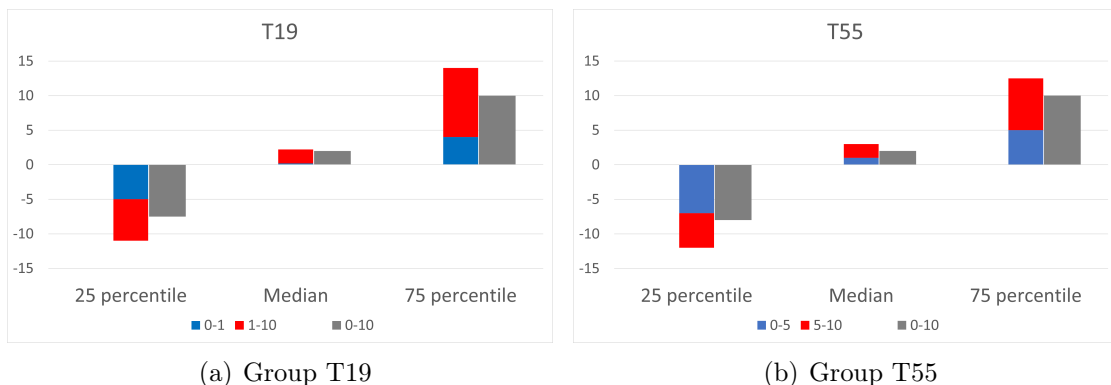 T19
15
10
5
0
-5
-10
-15
25 percentile Median 75 percentile
0-1 1-10 0-10
(a) Group T19
T55
15
10
5
0
-5
-10
-15
25 percentile Median 75 percentile
0-5 5-10 0-10
(b) Group T55